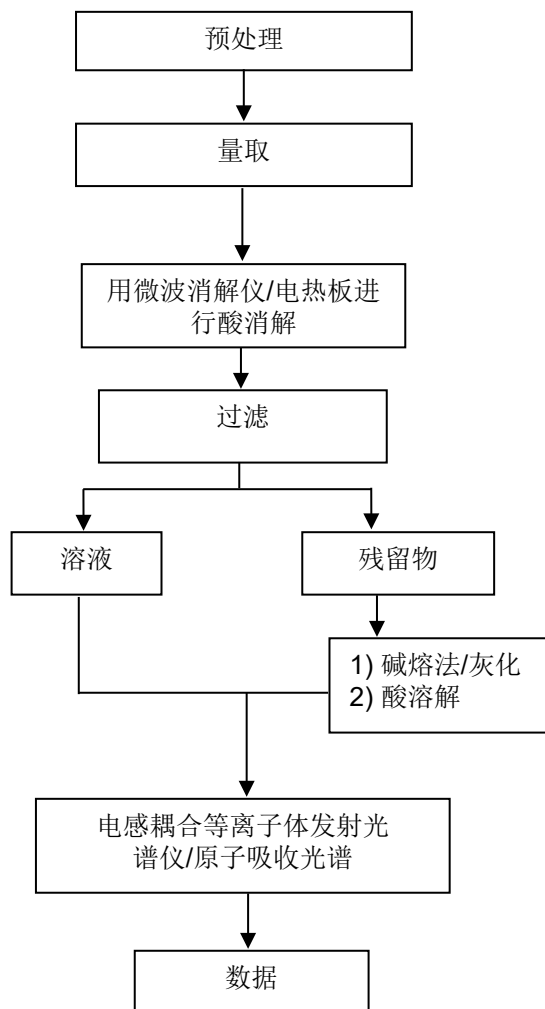 预处理
量取
用微波消解仪/电热板进
行酸消解
过滤
溶液
残留物
1) 碱熔法/灰化
2) 酸溶解
电感耦合等离子体发射光
谱仪/原子吸收光谱
数据